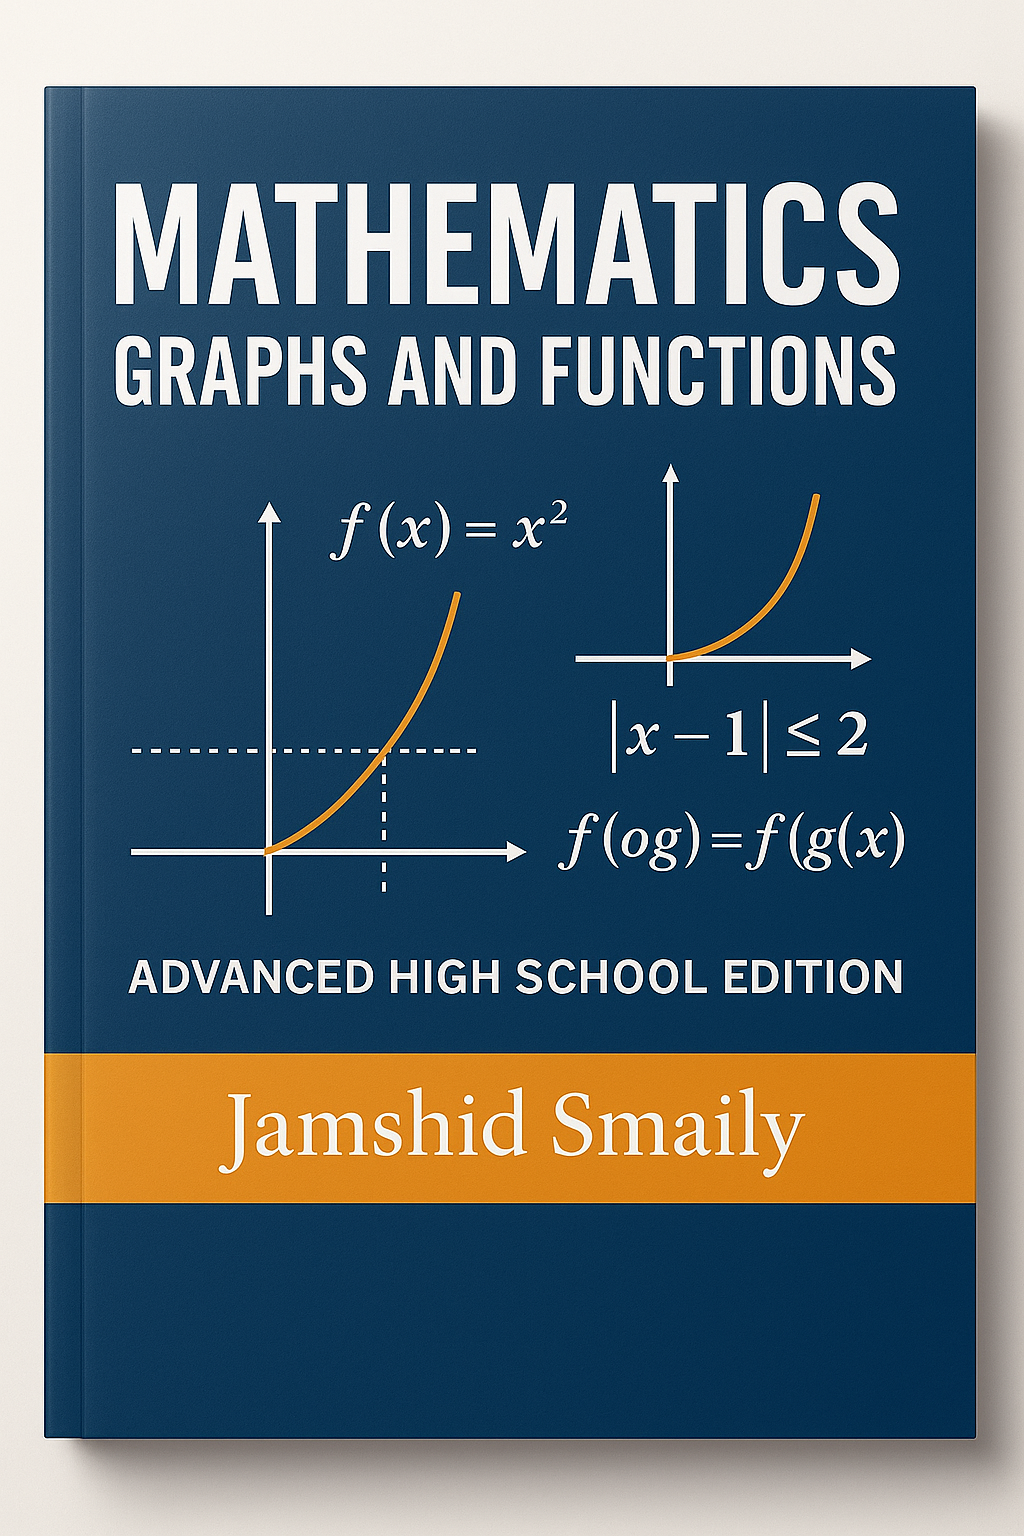 MATHEMATICS
GRAPHS AND FUNCTIONS
f(x) = x²
|x − 1| ≤ 2
f(og) = f(g(x)
ADVANCED HIGH SCHOOL EDITION
Jamshid Smaily